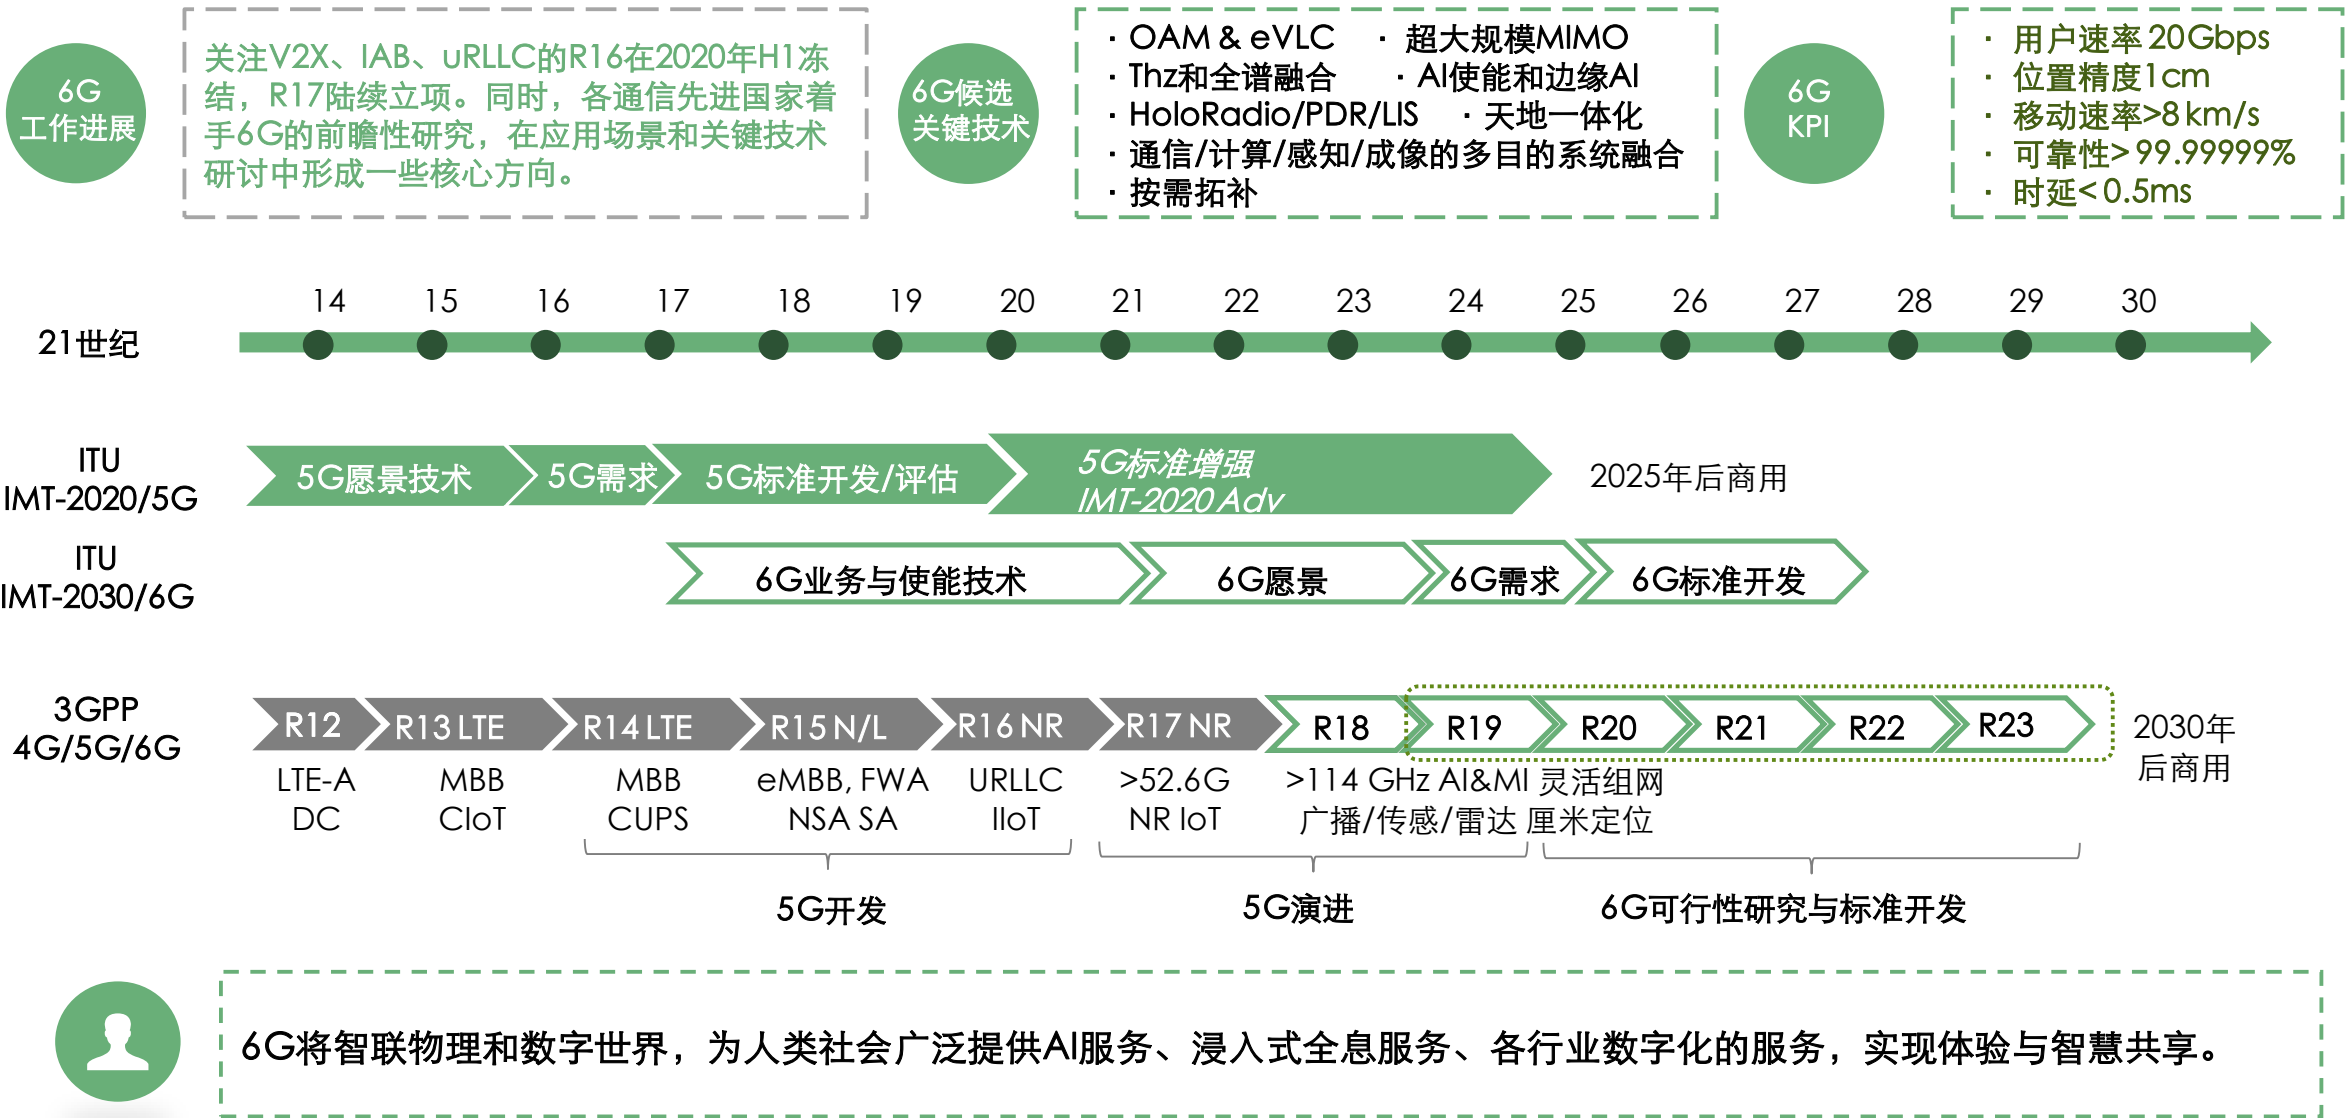 6G
工作进展
关注V2X、IAB、uRLLC的R16在2020年H1冻
结，R17陆续立项。同时，各通信先进国家着
手6G的前瞻性研究，在应用场景和关键技术
研讨中形成一些核心方向。
6G候选
关键技术
· OAM & eVLC · 超大规模MIMO
· Thz和全谱融合 · AI使能和边缘AI
· HoloRadio/PDR/LIS · 天地一体化
· 通信/计算/感知/成像的多目的系统融合
· 按需拓补
6G
KPI
· 用户速率 20Gbps
· 位置精度1cm
· 移动速率>8 km/s
· 可靠性> 99.99999%
· 时延< 0.5ms
14 15 16 17 18 19 20 21 22 23 24 25 26 27 28 29 30
21世纪
ITU
IMT-2020/5G
5G愿景技术 5G需求 5G标准开发/评估
5G标准增强
IMT-2020 Adv
2025年后商用
ITU
IMT-2030/6G
6G业务与使能技术 6G愿景 6G需求 6G标准开发
3GPP
4G/5G/6G
R12 R13 LTE R14 LTE R15 N/L R16 NR R17 NR R18 R19 R20 R21 R22 R23
2030年
后商用
LTE-A
DC
MBB
CIoT
MBB
CUPS
eMBB, FWA
NSA SA
URLLC
IIoT
>52.6G
NR IoT
>114 GHz AI&MI 灵活组网
广播/传感/雷达 厘米定位
5G开发 5G演进 6G可行性研究与标准开发
6G将智联物理和数字世界，为人类社会广泛提供AI服务、浸入式全息服务、各行业数字化的服务，实现体验与智慧共享。